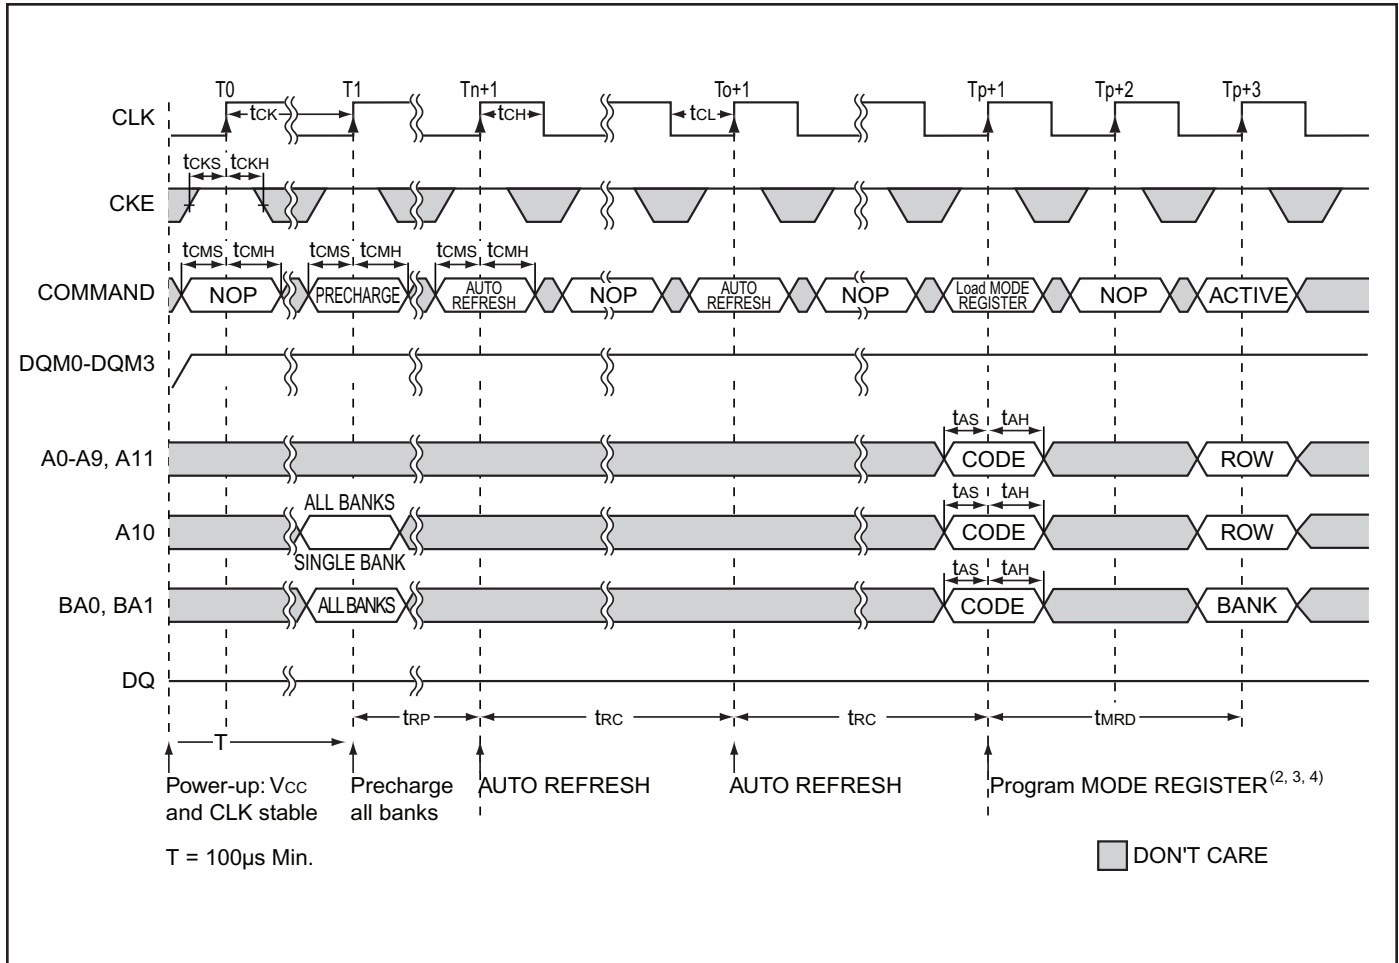 T0 T1 Tn+1 To+1 Tp+1 Tp+2 Tp+3
CLK tCK tCH tCL
tCKS tCKH
CKE
tCMS tCMH tCMS tCMH tCMS tCMH
COMMAND NOP PRECHARGE AUTO REFRESH NOP AUTO REFRESH NOP Load MODE REGISTER NOP ACTIVE
DQM0-DQM3
tAS tAH
A0-A9, A11 CODE ROW
ALL BANKS tAS tAH
A10 CODE ROW
SINGLE BANK tAS tAH
BA0, BA1 ALL BANKS CODE BANK
DQ
tRP tRC tRC tMRD
T
Power-up: VCC and CLK stable
Precharge all banks
AUTO REFRESH
AUTO REFRESH
Program MODE REGISTER(2, 3, 4)
T = 100µs Min.
DON'T CARE